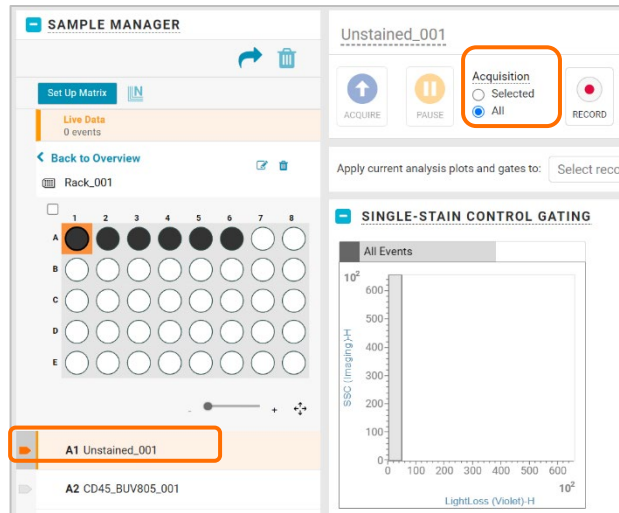 SAMPLE MANAGER
Set Up Matrix
Live Data
0 events
Back to Overview
Rack_001
1 2 3 4 5 6 7 8
A
B
C
D
E
- +
A1 Unstained_001
A2 CD45_BUV805_001
Unstained_001
ACQUIRE
PAUSE
Acquisition
Selected
All
RECORD
Apply current analysis plots and gates to: Select reco
SINGLE-STAIN CONTROL GATING
All Events
10²
600
500
400
300
200
100
0
SSC (Imaging)-H
0 100 200 300 400 500 600
10²
LightLoss (Violet)-H